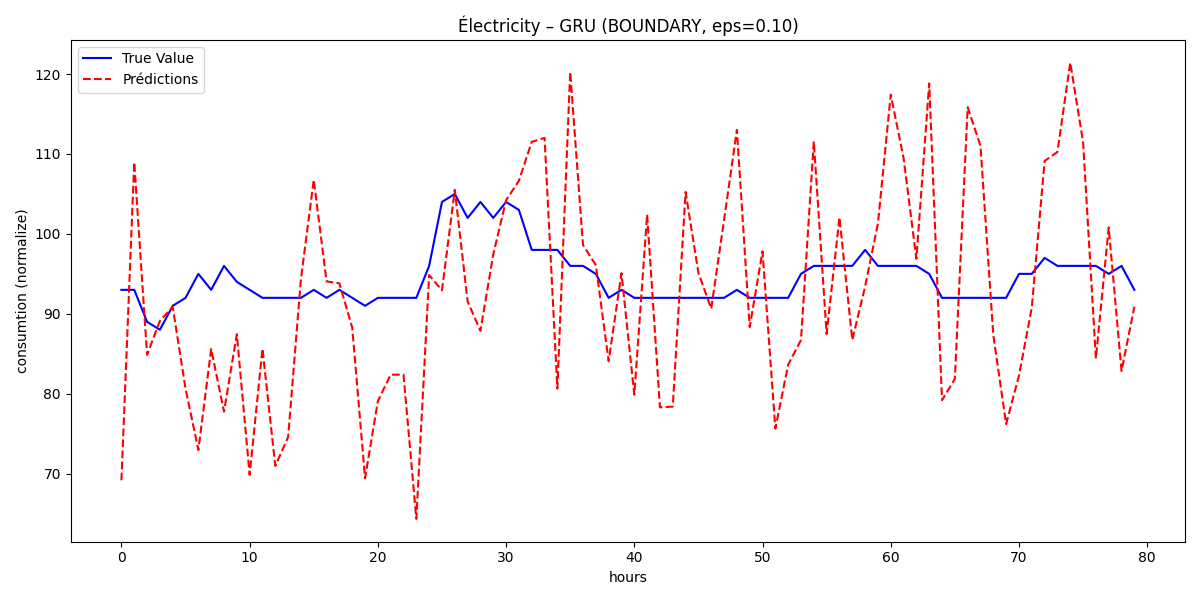 Électricity – GRU (BOUNDARY, eps=0.10)
True Value
Prédictions
consumtion (normalize)
120
110
100
90
80
70
0 10 20 30 40 50 60 70 80
hours